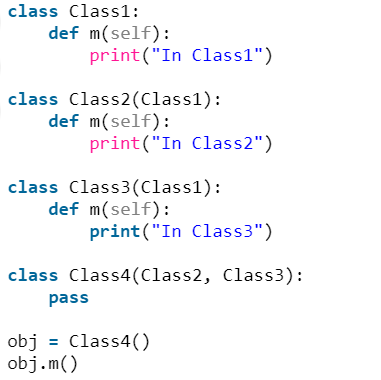 class Class1:
    def m(self):
        print("In Class1")

class Class2(Class1):
    def m(self):
        print("In Class2")

class Class3(Class1):
    def m(self):
        print("In Class3")

class Class4(Class2, Class3):
    pass

obj = Class4()
obj.m()